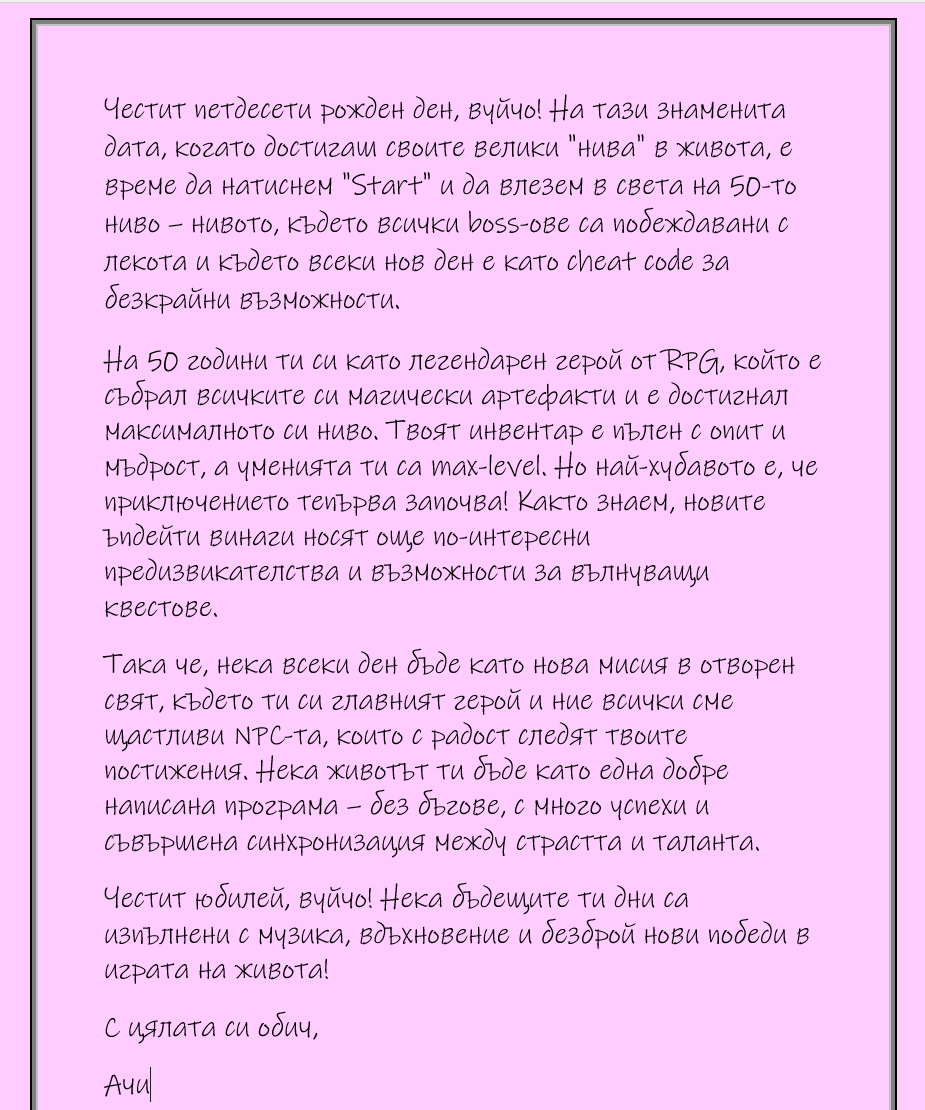 Честит петдесети рожден ден, вуйчо! На тази знаменита
дата, когато достигаш своите велики "нива" в живота, е
време да натиснем "Start" и да влезем в света на 50-то
ниво – нивото, където всички boss-ове са побеждавани с
лекота и където всеки нов ден е като cheat code за
безкрайни възможности.
На 50 години ти си като легендарен герой от RPG, който е
събрал всичките си магически артефакти и е достигнал
максималното си ниво. Твоят инвентар е пълен с опит и
мъдрост, а уменията ти са max-level. Но най-хубавото е, че
приключението тепърва започва! Както знаем, новите
ъпдейти винаги носят още по-интересни
предизвикателства и възможности за вълнуващи
квестове.
Така че, нека всеки ден бъде като нова мисия в отворен
свят, където ти си главният герой и ние всички сме
щастливи NPC-та, които с радост следят твоите
постижения. Нека животът ти бъде като една добре
написана програма – без бъгове, с много успехи и
съвършена синхронизация между страстта и таланта.
Честит юбилей, вуйчо! Нека бъдещите ти дни са
изпълнени с музика, вдъхновение и безброй нови победи в
играта на живота!
С цялата си обич,
Ачи